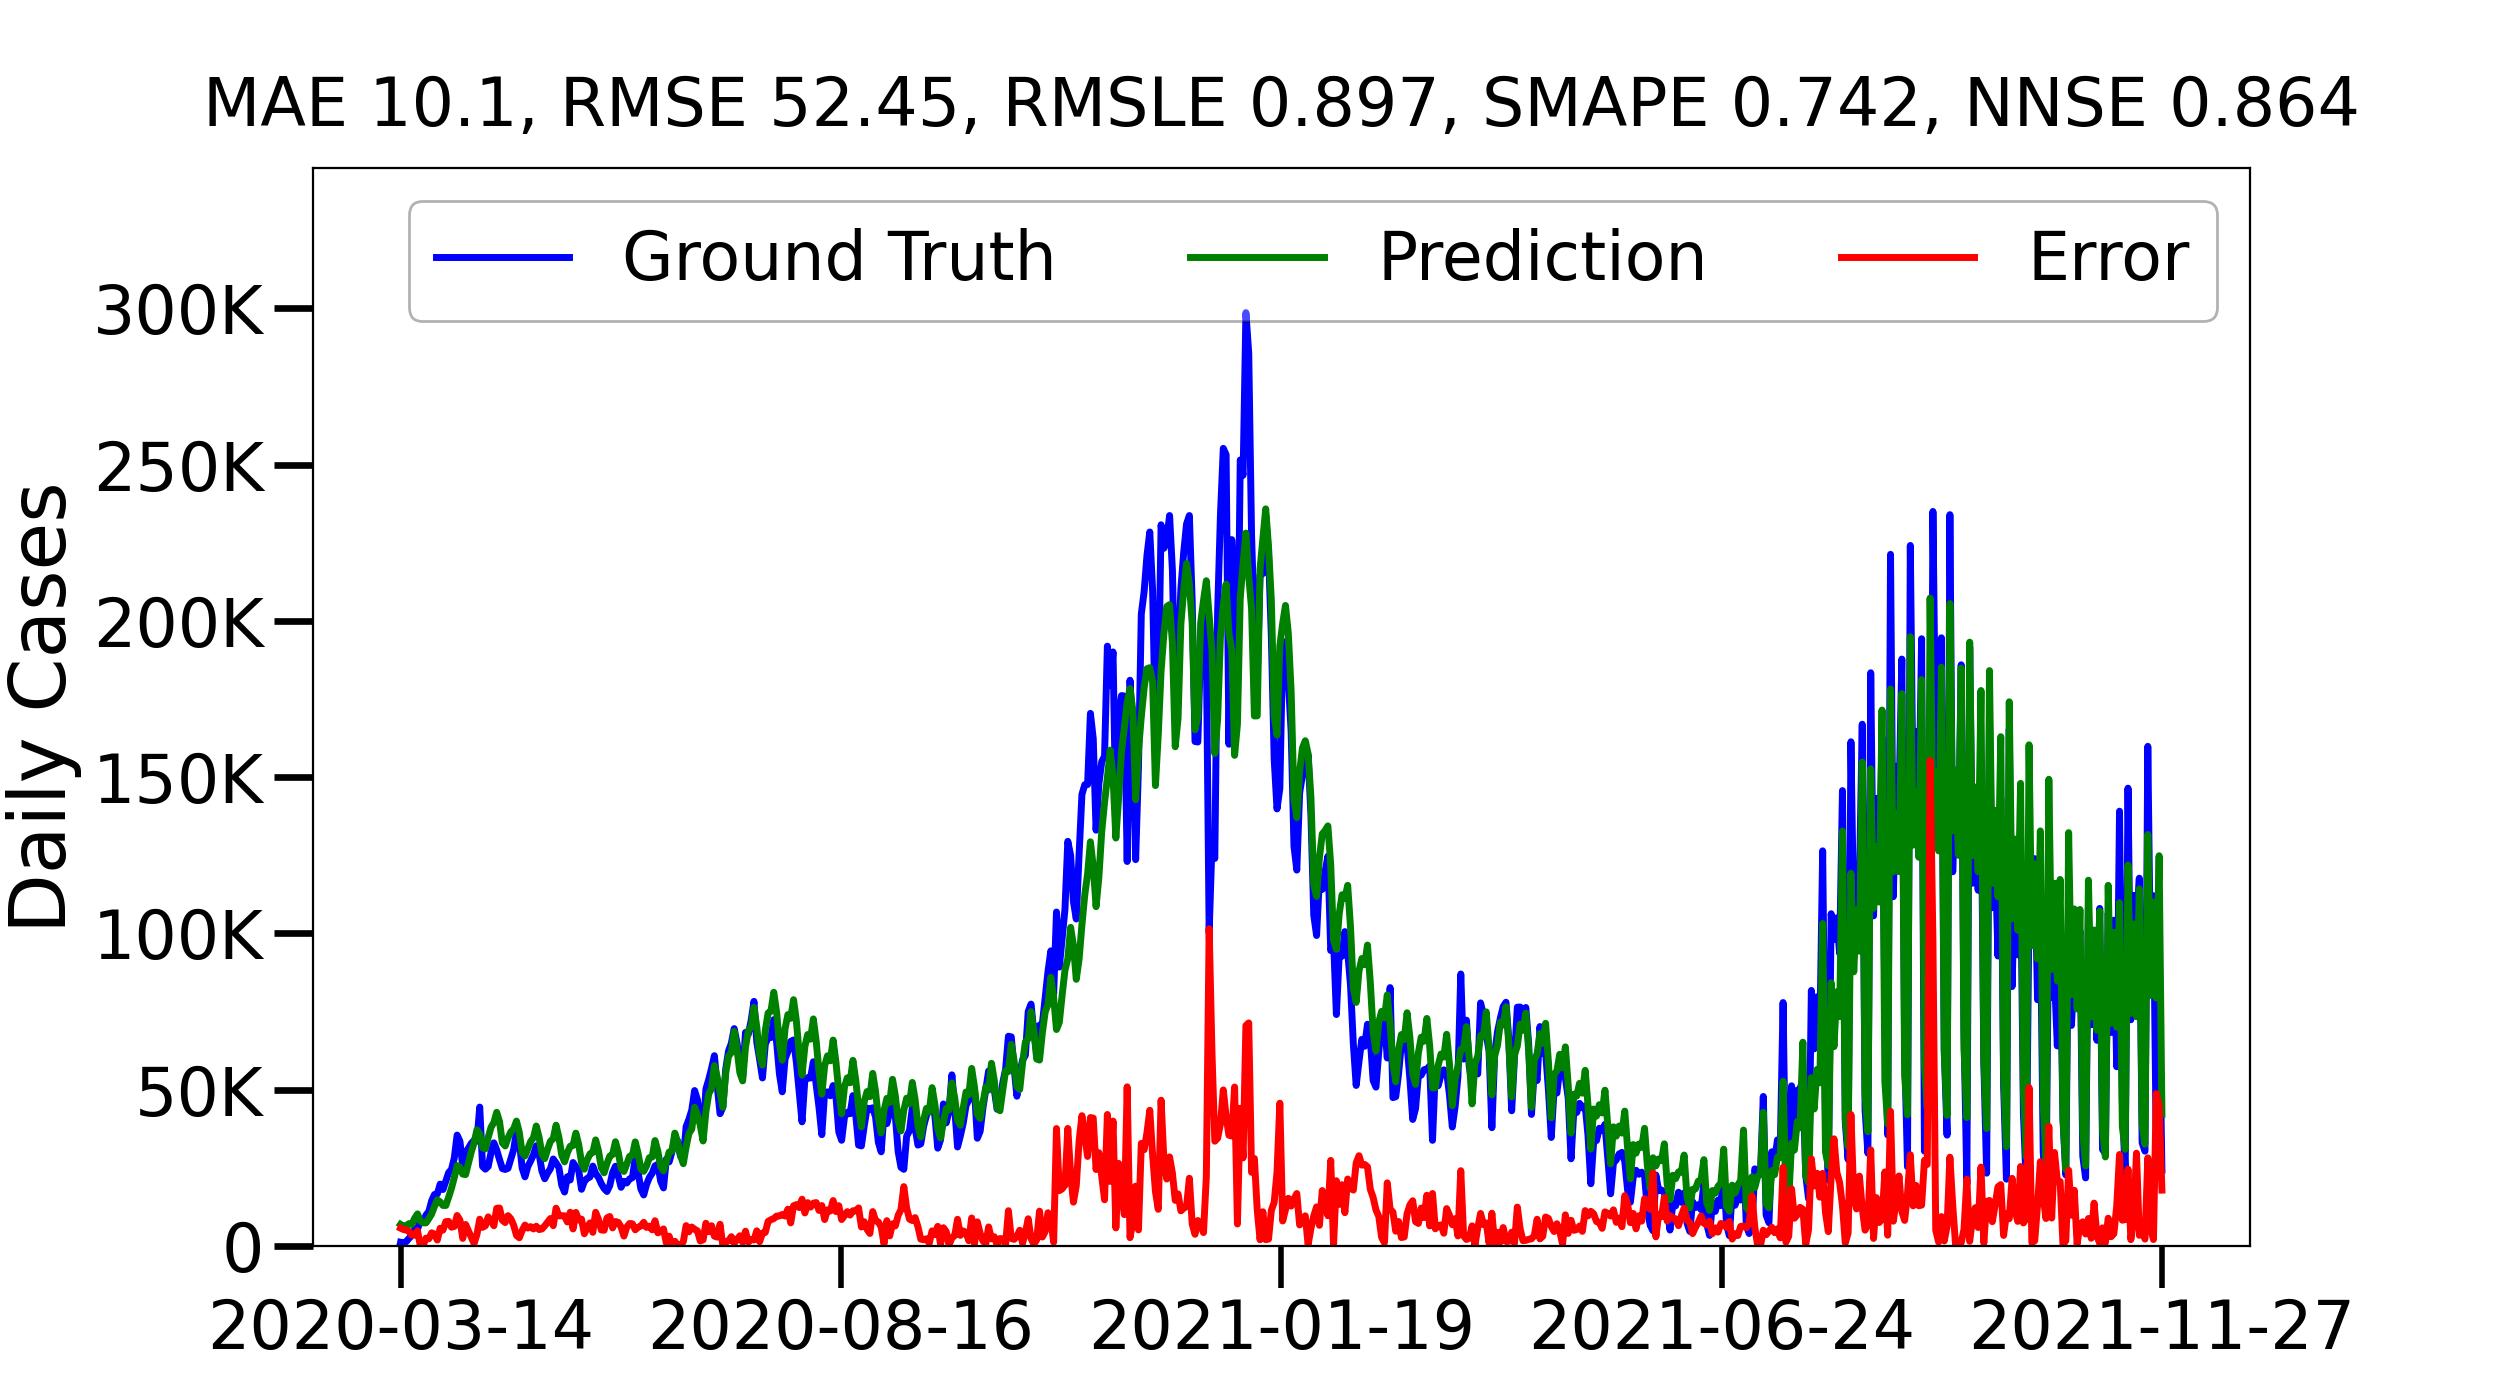 MAE 10.1, RMSE 52.45, RMSLE 0.897, SMAPE 0.742, NNSE 0.864
Ground Truth Prediction Error
300K
250K
200K
150K
100K
50K
0
Daily Cases
2020-03-14 2020-08-16 2021-01-19 2021-06-24 2021-11-27